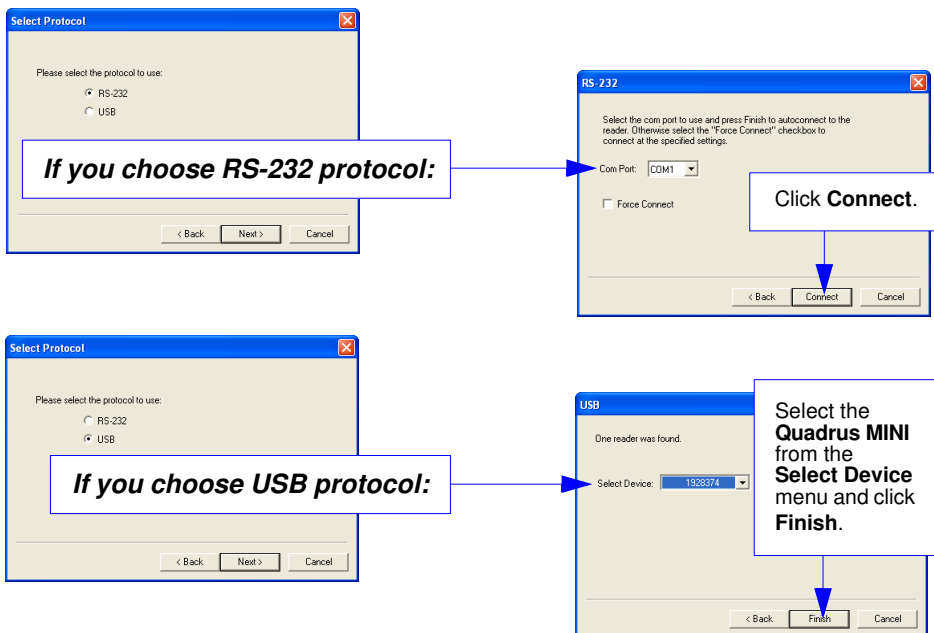 Select Protocol
Please select the protocol to use:
RS-232
USB
If you choose RS-232 protocol:
< Back Next > Cancel
RS-232
Select the com port to use and press Finish to autoconnect to the
reader. Otherwise select the "Force Connect" checkbox to
connect at the specified settings.
Com Port: COM1
Force Connect
Click Connect.
< Back Connect Cancel
Select Protocol
Please select the protocol to use:
RS-232
USB
If you choose USB protocol:
< Back Next > Cancel
USB
One reader was found.
Select Device: 1928374
Select the
Quadrus MINI
from the
Select Device
menu and click
Finish.
< Back Finish Cancel